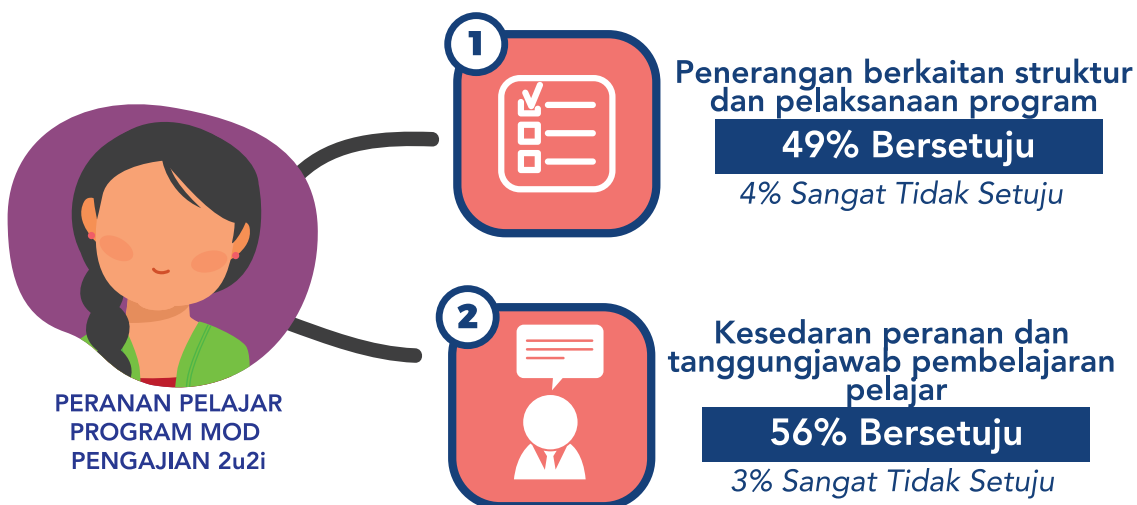 1
Penerangan berkaitan struktur
dan pelaksanaan program
49% Bersetuju
4% Sangat Tidak Setuju
2
Kesedaran peranan dan
tanggungjawab pembelajaran
pelajar
56% Bersetuju
3% Sangat Tidak Setuju
PERANAN PELAJAR
PROGRAM MOD
PENGAJIAN 2u2i